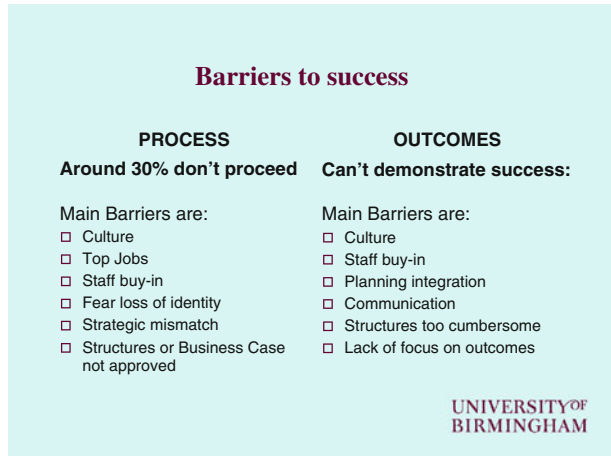 Barriers to success
PROCESS
Around 30% don't proceed
Main Barriers are:
□ Culture
□ Top Jobs
□ Staff buy-in
□ Fear loss of identity
□ Strategic mismatch
□ Structures or Business Case
not approved
OUTCOMES
Can't demonstrate success:
Main Barriers are:
□ Culture
□ Staff buy-in
□ Planning integration
□ Communication
□ Structures too cumbersome
□ Lack of focus on outcomes
UNIVERSITY OF
BIRMINGHAM